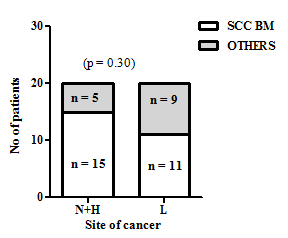 SCC BM
OTHERS
(p = 0.30)
30
20
10
0
No of patients
n = 5
n = 9
n = 15
n = 11
N+H
L
Site of cancer